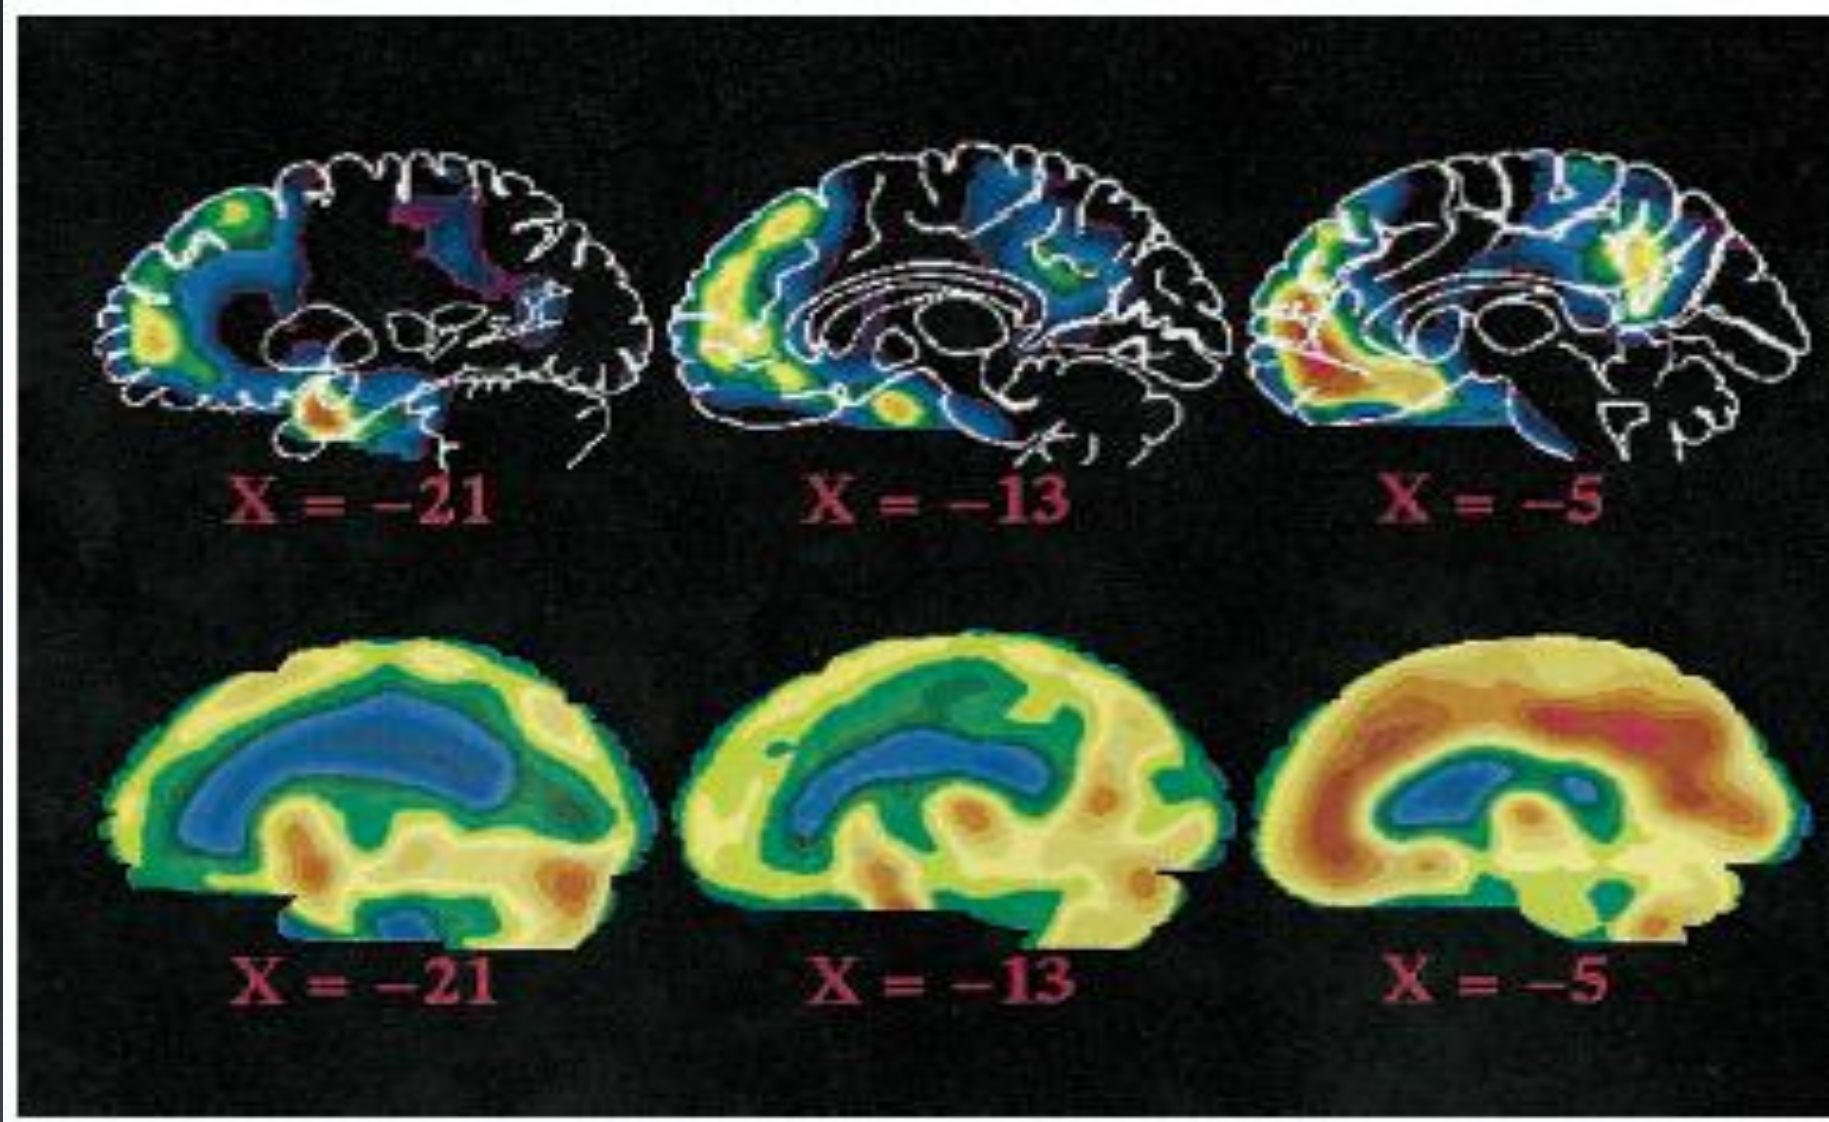 X = −21 X = −13 X = −5
X = −21 X = −13 X = −5